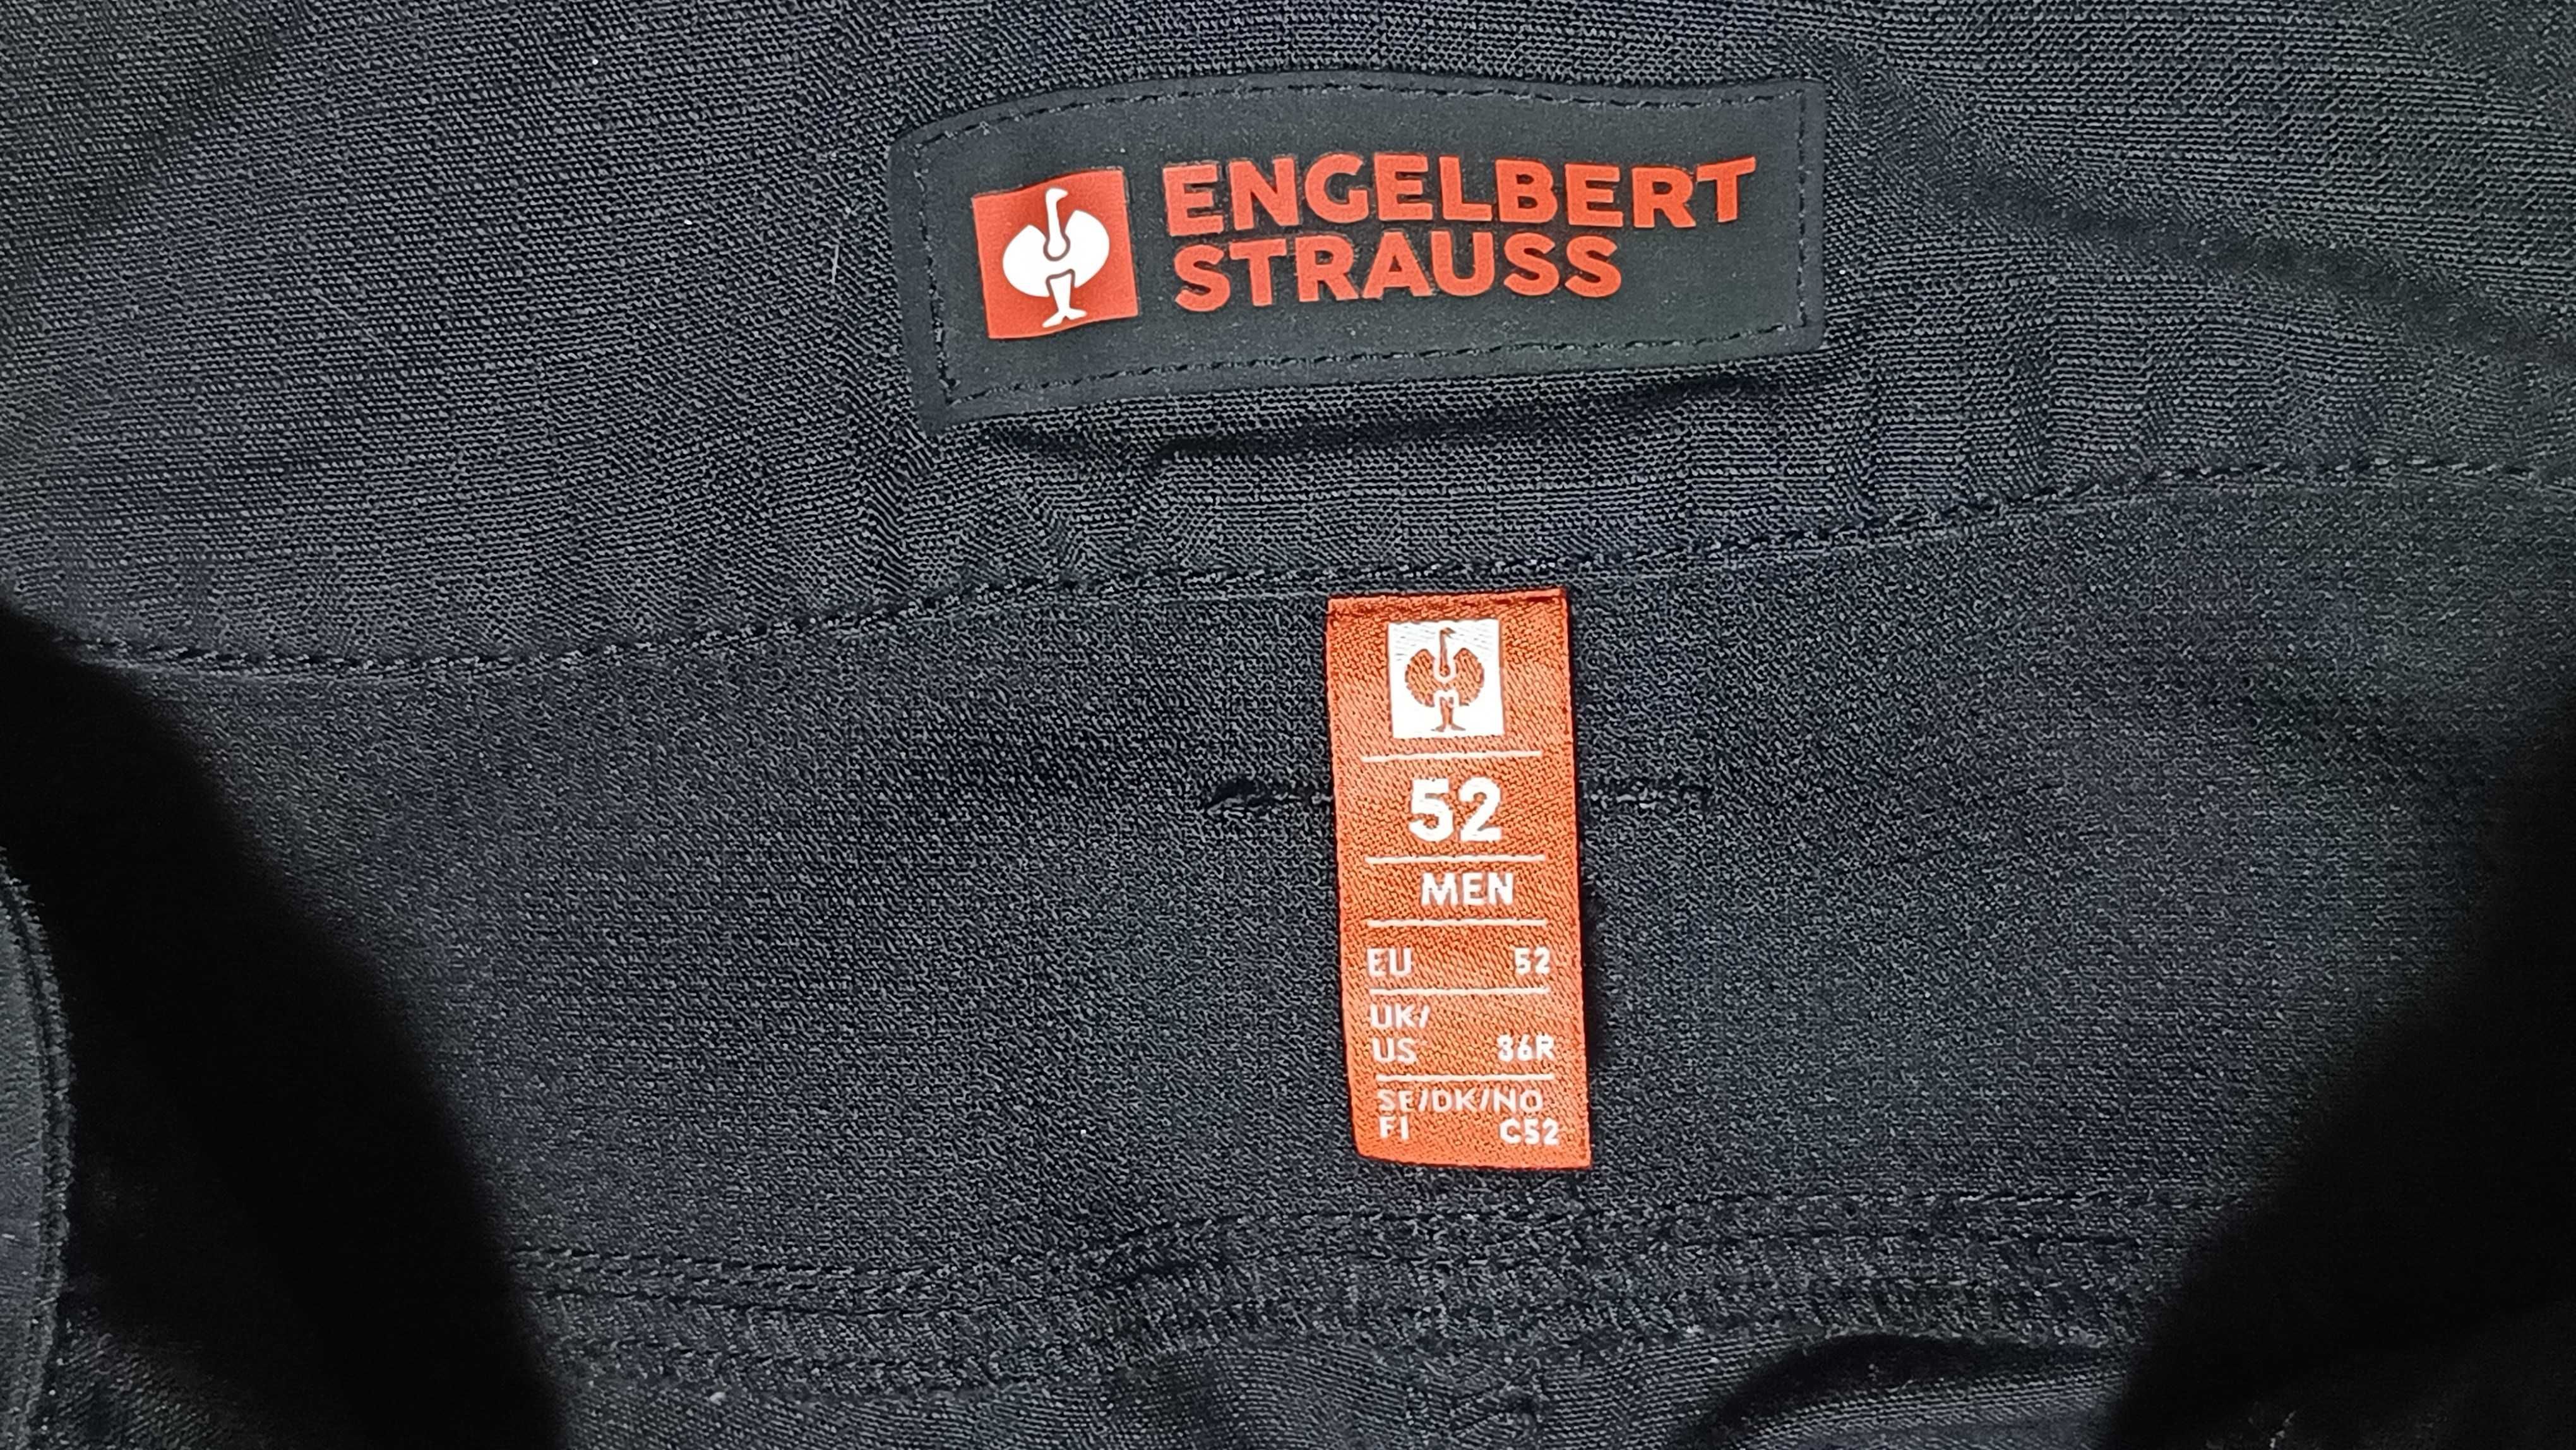 ENGELBERT
STRAUSS
52
MEN
EU 52
UK/
US 36R
SE/DK/NO
FI C52